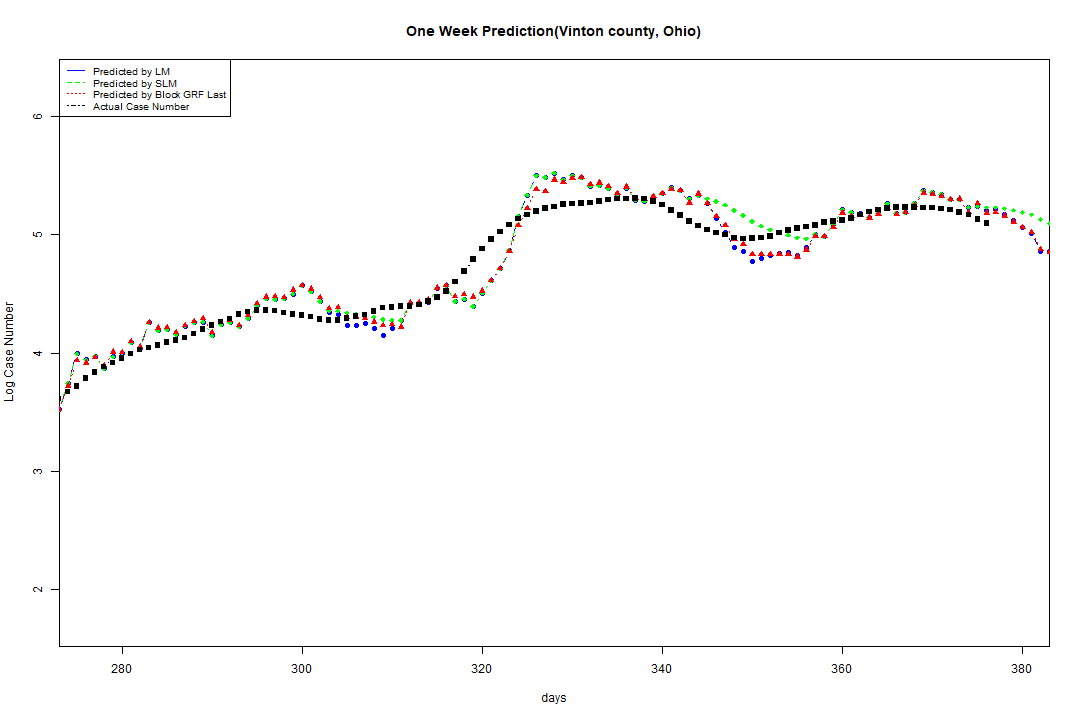 One Week Prediction(Vinton county, Ohio)
Predicted by LM
Predicted by SLM
Predicted by Block GRF Last
Actual Case Number
6
5
4
3
2
Log Case Number
280 300 320 340 360 380
days